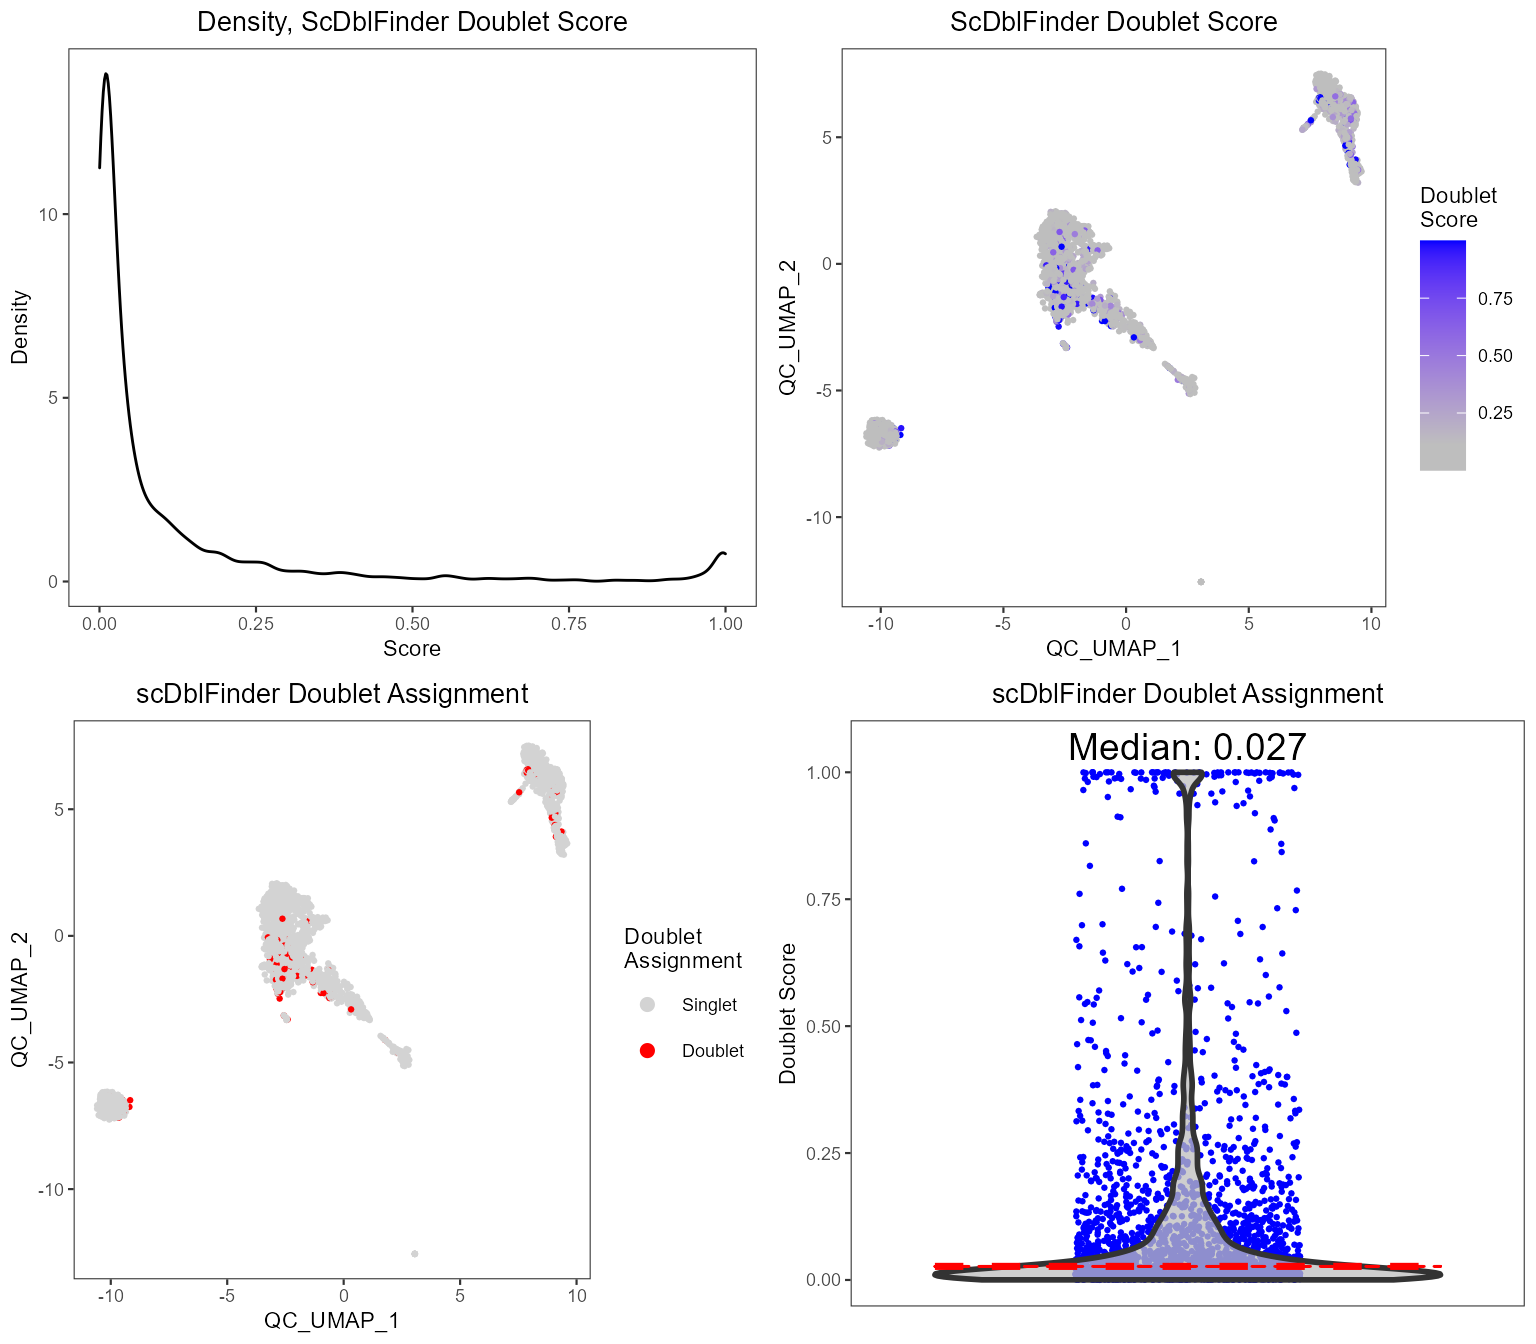 Density, ScDblFinder Doublet Score
Density
10
5
0
0.00
0.25
0.50
0.75
1.00
Score
ScDblFinder Doublet Score
QC_UMAP_2
5
0
-5
-10
-10
-5
0
5
10
QC_UMAP_1
Doublet
Score
0.75
0.50
0.25
scDblFinder Doublet Assignment
QC_UMAP_2
5
0
-5
-10
-10
-5
0
5
10
QC_UMAP_1
Doublet
Assignment
Singlet
Doublet
scDblFinder Doublet Assignment
Median: 0.027
Doublet Score
1.00
0.75
0.50
0.25
0.00